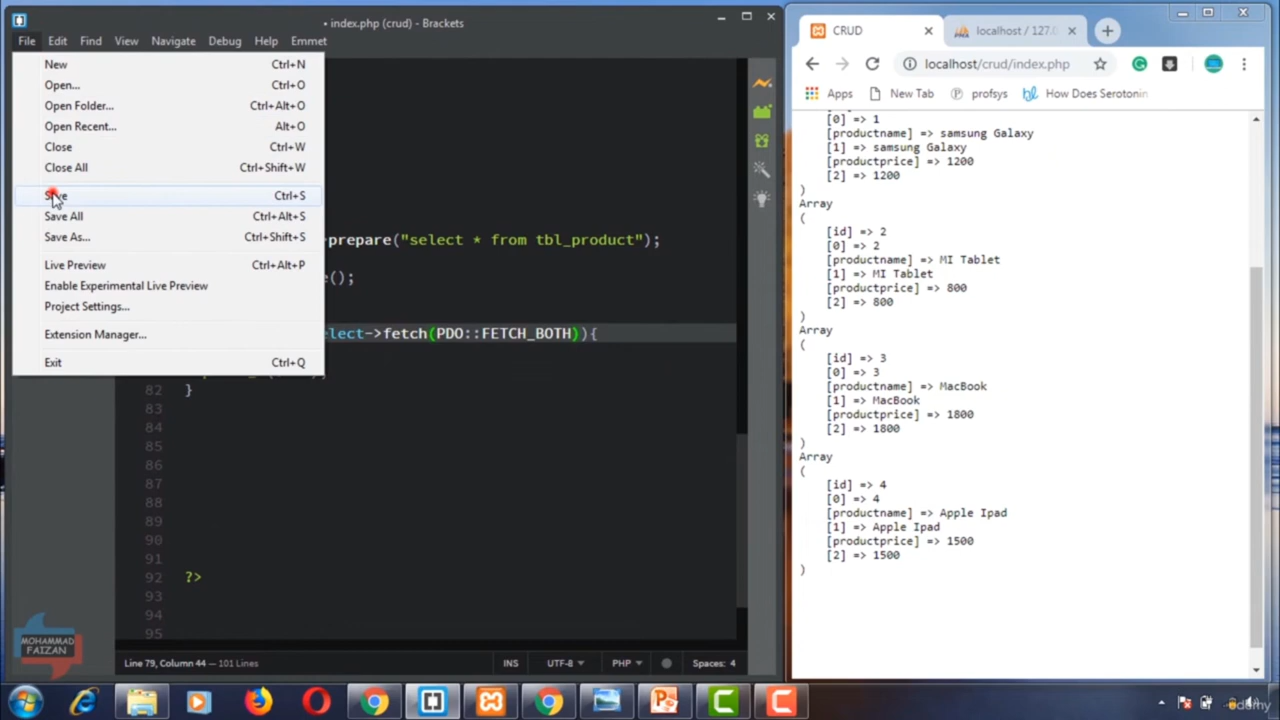 • index.php (crud) - Brackets
File Edit Find View Navigate Debug Help Emmet
New Ctrl+N
Open... Ctrl+O
Open Folder... Ctrl+Alt+O
Open Recent... Alt+O
Close Ctrl+W
Close All Ctrl+Shift+W
Save Ctrl+S
Save All Ctrl+Alt+S
Save As... Ctrl+Shift+S
Live Preview Ctrl+Alt+P
Enable Experimental Live Preview
Project Settings...
Extension Manager...
Exit Ctrl+Q
prepare("select * from tbl_product");
e();
elect->fetch(PDO::FETCH_BOTH)){
82 }
83
84
85
86
87
88
89
90
91
92 ?>
93
94
95
MOHAMMAD
FAIZAN
Line 79, Column 44 — 101 Lines
INS UTF-8 PHP Spaces: 4
CRUD
localhost / 127.0
localhost/crud/index.php
Apps New Tab profsys How Does Serotonin
[0] => 1
[productname] => samsung Galaxy
[1] => samsung Galaxy
[productprice] => 1200
[2] => 1200
)
Array
(
[id] => 2
[0] => 2
[productname] => MI Tablet
[1] => MI Tablet
[productprice] => 800
[2] => 800
)
Array
(
[id] => 3
[0] => 3
[productname] => MacBook
[1] => MacBook
[productprice] => 1800
[2] => 1800
)
Array
(
[id] => 4
[0] => 4
[productname] => Apple Ipad
[1] => Apple Ipad
[productprice] => 1500
[2] => 1500
)
Udemy